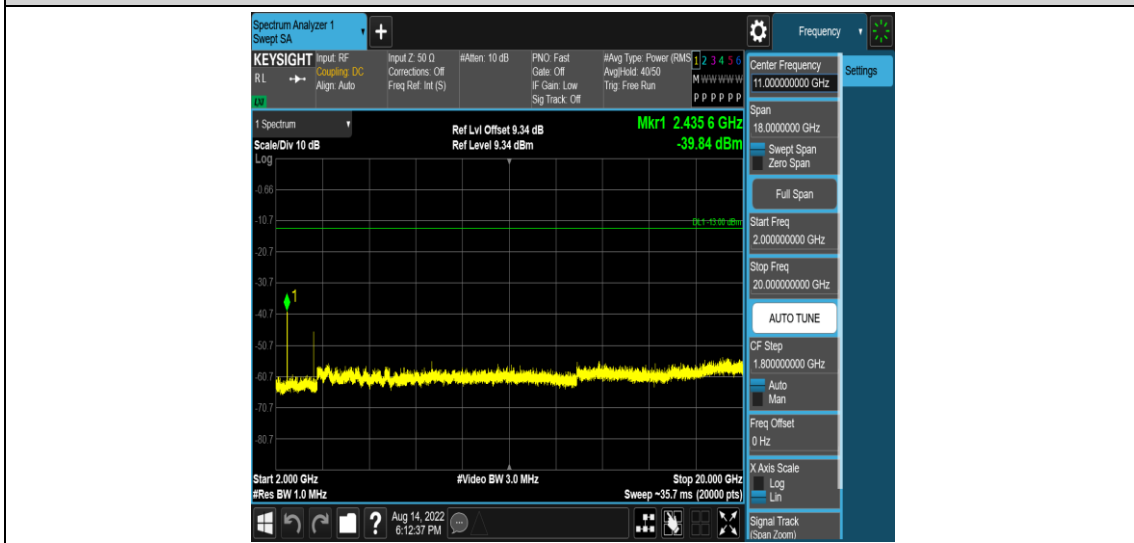 Spectrum Analyzer 1
Swept SA
+
Frequency
KEYSIGHT
RL
LXI
Input: RF
Coupling: DC
Align: Auto
Input Z: 50 Ω
Corrections: Off
Freq Ref: Int (S)
#Atten: 10 dB
PNO: Fast
Gate: Off
IF Gain: Low
Sig Track: Off
#Avg Type: Power (RMS
Avg|Hold: 40/50
Trig: Free Run
1 2 3 4 5 6
M W W W W W
P P P P P P
Center Frequency
11.000000000 GHz
Settings
Span
18.0000000 GHz
Swept Span
Zero Span
Full Span
Start Freq
2.000000000 GHz
Stop Freq
20.000000000 GHz
AUTO TUNE
CF Step
1.800000000 GHz
Auto
Man
Freq Offset
0 Hz
X Axis Scale
Log
Lin
Signal Track
(Span Zoom)
1 Spectrum
Scale/Div 10 dB
Log
Ref Lvl Offset 9.34 dB
Ref Level 9.34 dBm
Mkr1 2.435 6 GHz
-39.84 dBm
-0.66
-10.7
DL1 -13.00 dBm
-20.7
-30.7
1
-40.7
-50.7
-60.7
-70.7
-80.7
Start 2.000 GHz
#Video BW 3.0 MHz
Stop 20.000 GHz
#Res BW 1.0 MHz
Sweep ~35.7 ms (20000 pts)
?
Aug 14, 2022
6:12:37 PM